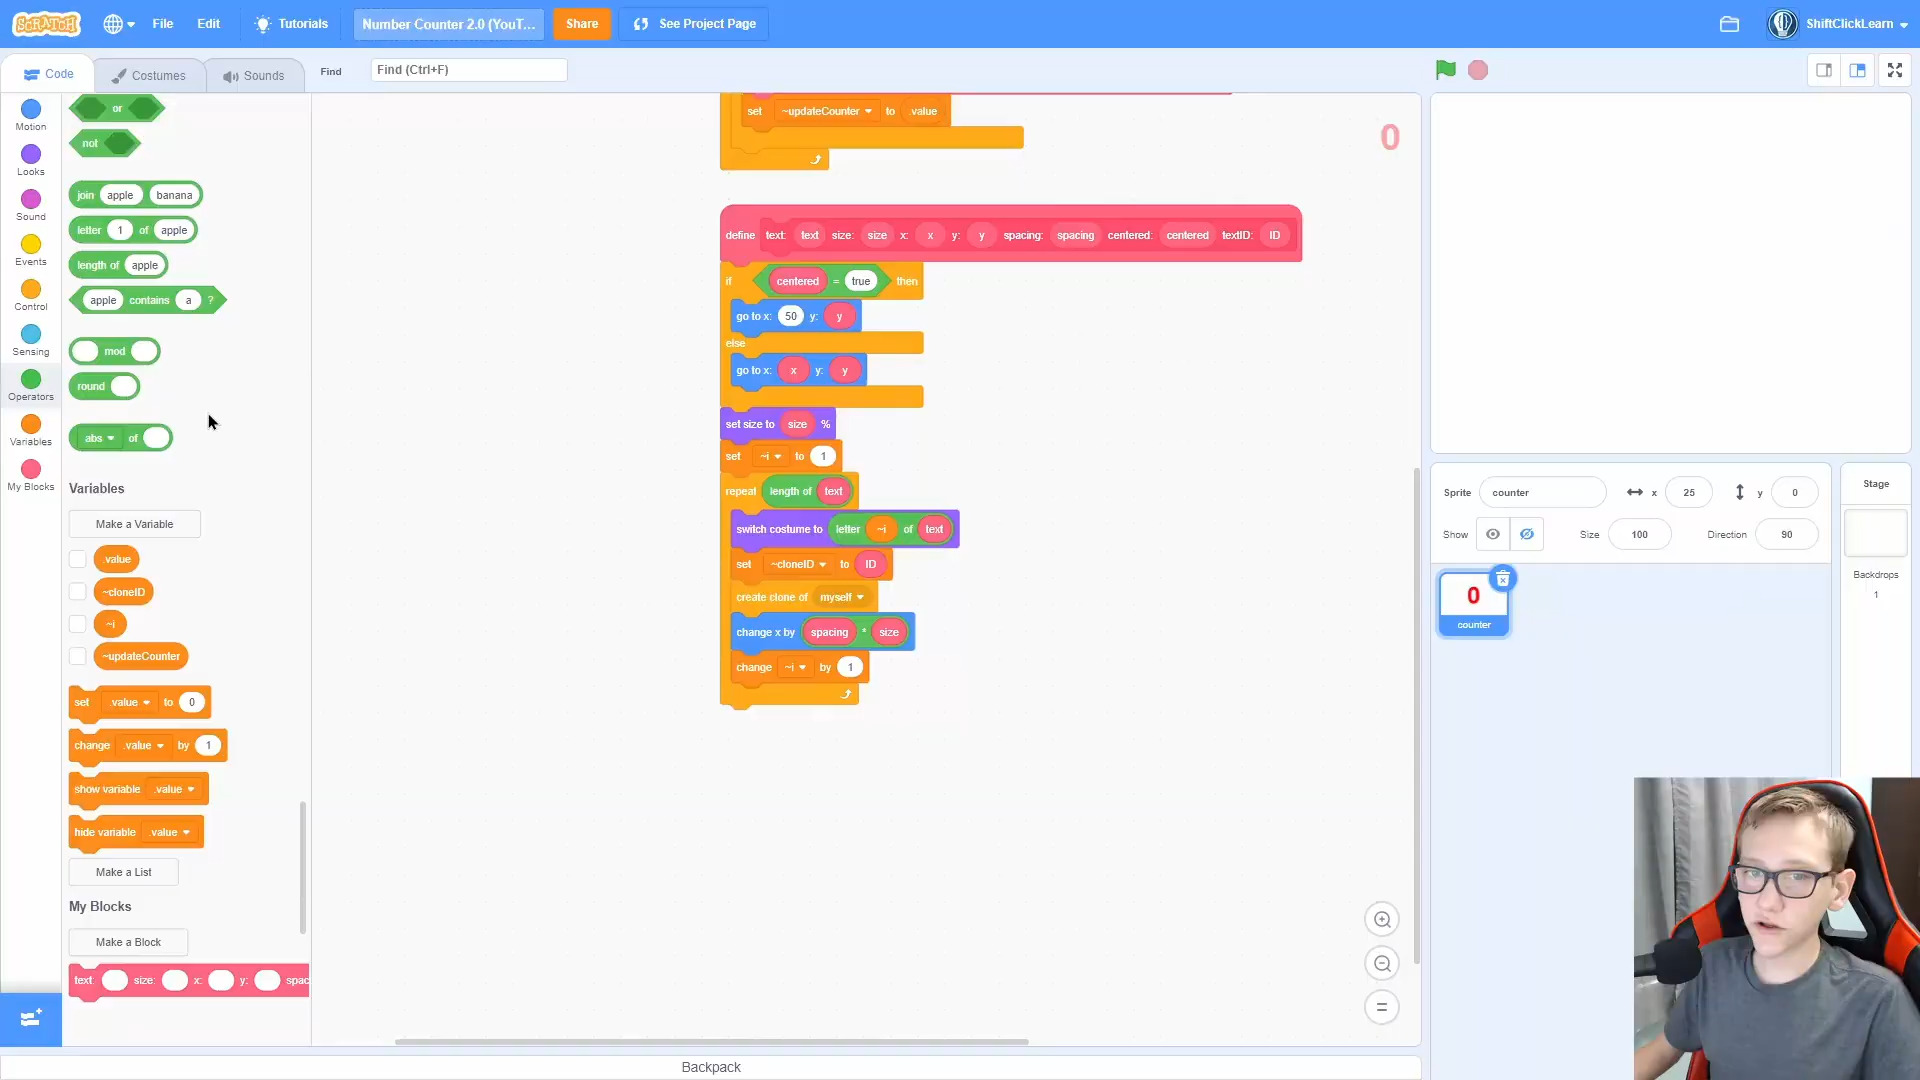 SCRATCH File Edit Tutorials Number Counter 2.0 (YouT... Share See Project Page ShiftClickLearn
Code Costumes Sounds Find Find (Ctrl+F)
Motion
Looks
Sound
Events
Control
Sensing
Operators
Variables
My Blocks
or
not
join apple banana
letter 1 of apple
length of apple
apple contains a ?
mod
round
abs of
Variables
Make a Variable
.value
~cloneID
~i
~updateCounter
set .value to 0
change .value by 1
show variable .value
hide variable .value
Make a List
My Blocks
Make a Block
text: size: x: y: spac
set ~updateCounter to .value
0
define text: text size: size x: x y: y spacing: spacing centered: centered textID: ID
if centered = true then
go to x: 50 y: y
else
go to x: x y: y
set size to size %
set ~i to 1
repeat length of text
switch costume to letter ~i of text
set ~cloneID to ID
create clone of myself
change x by spacing * size
change ~i by 1
Backpack
Sprite counter x 25 y 0
Show Size 100 Direction 90
0
counter
Stage
Backdrops
1